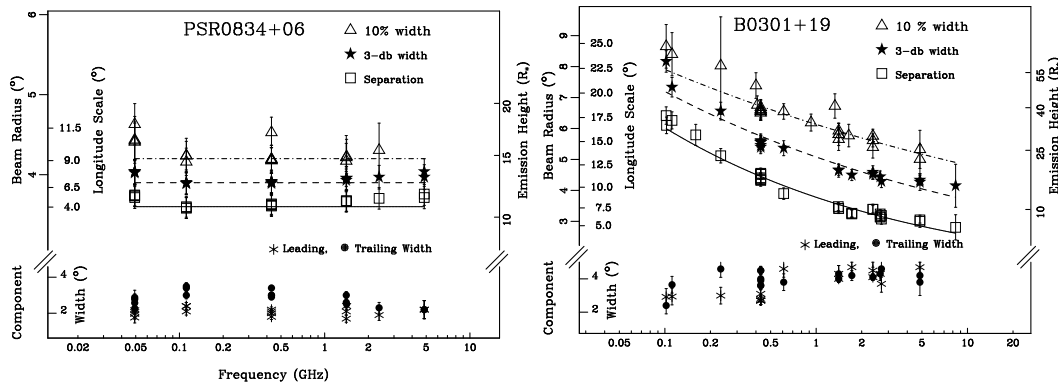 PSR0834+06
10% width
3-db width
Separation
Beam Radius (°)
Longitude Scale (°)
Emission Height (R*)
6
5
4
11.5
9.0
6.5
4.0
20
15
10
Leading, Trailing Width
Component
Width (°)
4
2
0.02 0.05 0.1 0.2 0.5 1 2 5 10
Frequency (GHz)
B0301+19
10 % width
3-db width
Separation
Beam Radius (°)
Longitude Scale (°)
Emission Height (R*)
9
8
7
6
5
4
3
25.0
22.5
20.0
17.5
15.0
12.5
10.0
7.5
5.0
55
40
25
10
Leading, Trailing Width
Component
Width (°)
4
2
0.05 0.1 0.2 0.5 1 2 5 10 20